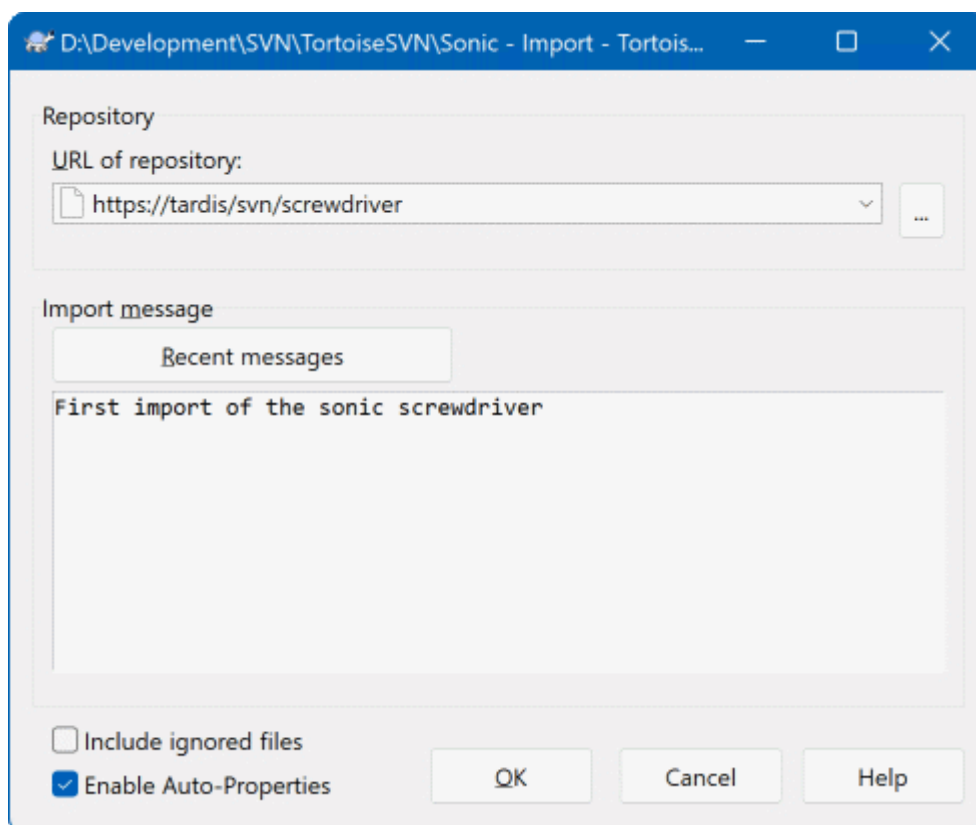 D:\Development\SVN\TortoiseSVN\Sonic - Import - Tortois...
Repository
URL of repository:
https://tardis/svn/screwdriver
...
Import message
Recent messages
First import of the sonic screwdriver
Include ignored files
Enable Auto-Properties
OK
Cancel
Help